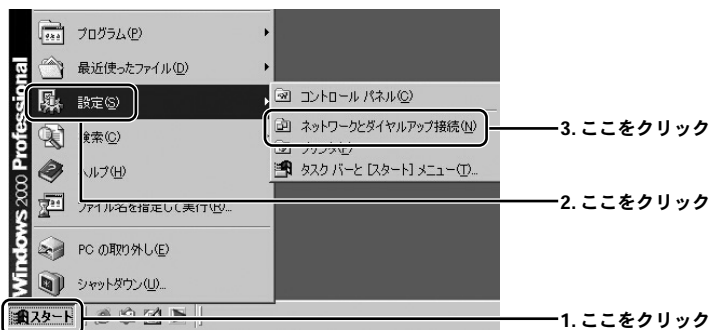 Windows 2000 Professional
プログラム(P)
最近使ったファイル(D)
設定(S)
検索(C)
ヘルプ(H)
ファイル名を指定して実行(R)...
PC の取り外し(E)
シャットダウン(U)...
コントロール パネル(C)
ネットワークとダイヤルアップ接続(N)
プリンタ(P)
タスク バーと [スタート] メニュー(T)...
3. ここをクリック
2. ここをクリック
スタート
1. ここをクリック